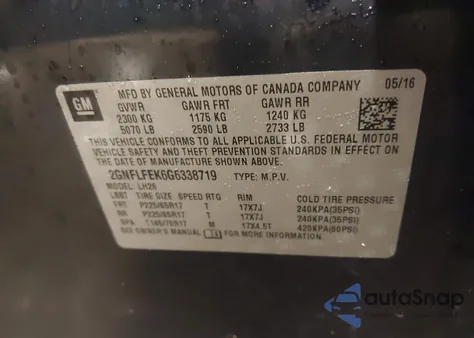 GM
MFD BY GENERAL MOTORS OF CANADA COMPANY 05/16
GVWR GAWR FRT GAWR RR
2300 KG 1175 KG 1240 KG
5070 LB 2590 LB 2733 LB
THIS VEHICLE CONFORMS TO ALL APPLICABLE U.S. FEDERAL MOTOR
VEHICLE SAFETY AND THEFT PREVENTION STANDARDS IN EFFECT ON
THE DATE OF MANUFACTURE SHOWN ABOVE.
2GNFLFEK6G6338719 TYPE: M.P.V.
MODEL: LH26
TIRE SIZE SPEED RTG RIM COLD TIRE PRESSURE
FRT P225/65R17 T 17X7J 240KPA(35PSI)
RR P225/65R17 T 17X7J 240KPA(35PSI)
SPA M 17X4.5T 420KPA(60PSI)
SEE OWNER'S MANUAL FOR ADDITIONAL INFORMATION
autoSnap